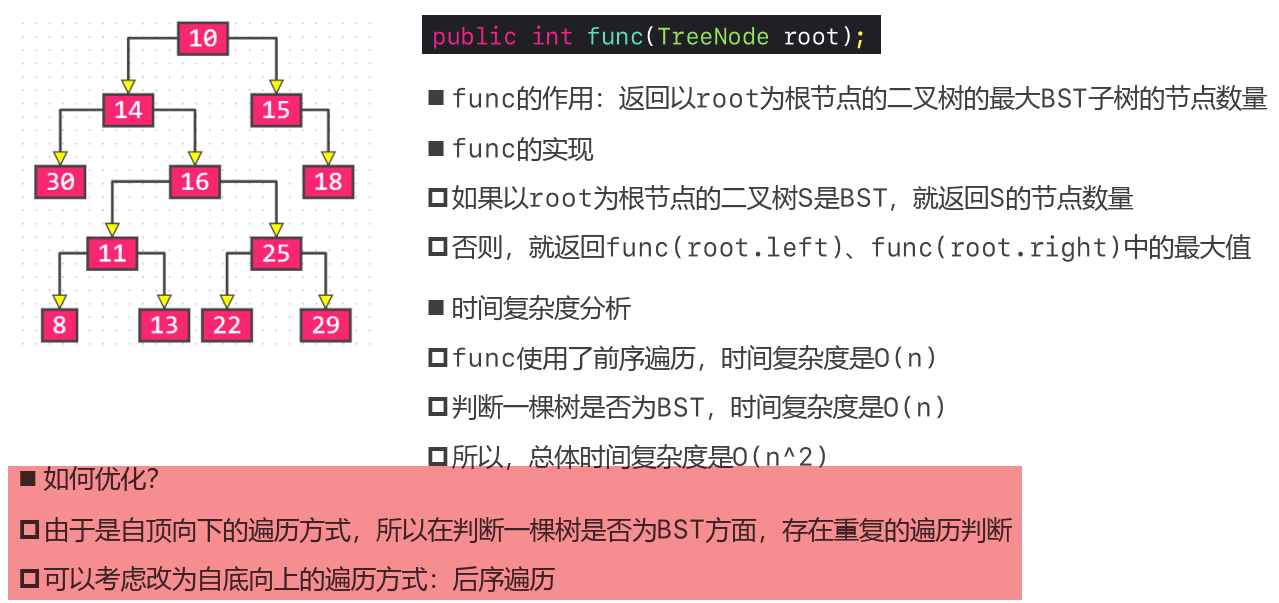 10
14 15
30 16 18
11 25
8 13 22 29
public int func(TreeNode root);
■ func的作用：返回以root为根节点的二叉树的最大BST子树的节点数量
■ func的实现
□ 如果以root为根节点的二叉树S是BST，就返回S的节点数量
□ 否则，就返回func(root.left)、func(root.right)中的最大值
■ 时间复杂度分析
□ func使用了前序遍历，时间复杂度是O(n)
□ 判断一棵树是否为BST，时间复杂度是O(n)
□ 所以，总体时间复杂度是O(n^2)
■ 如何优化？
□ 由于是自顶向下的遍历方式，所以在判断一棵树是否为BST方面，存在重复的遍历判断
□ 可以考虑改为自底向上的遍历方式：后序遍历